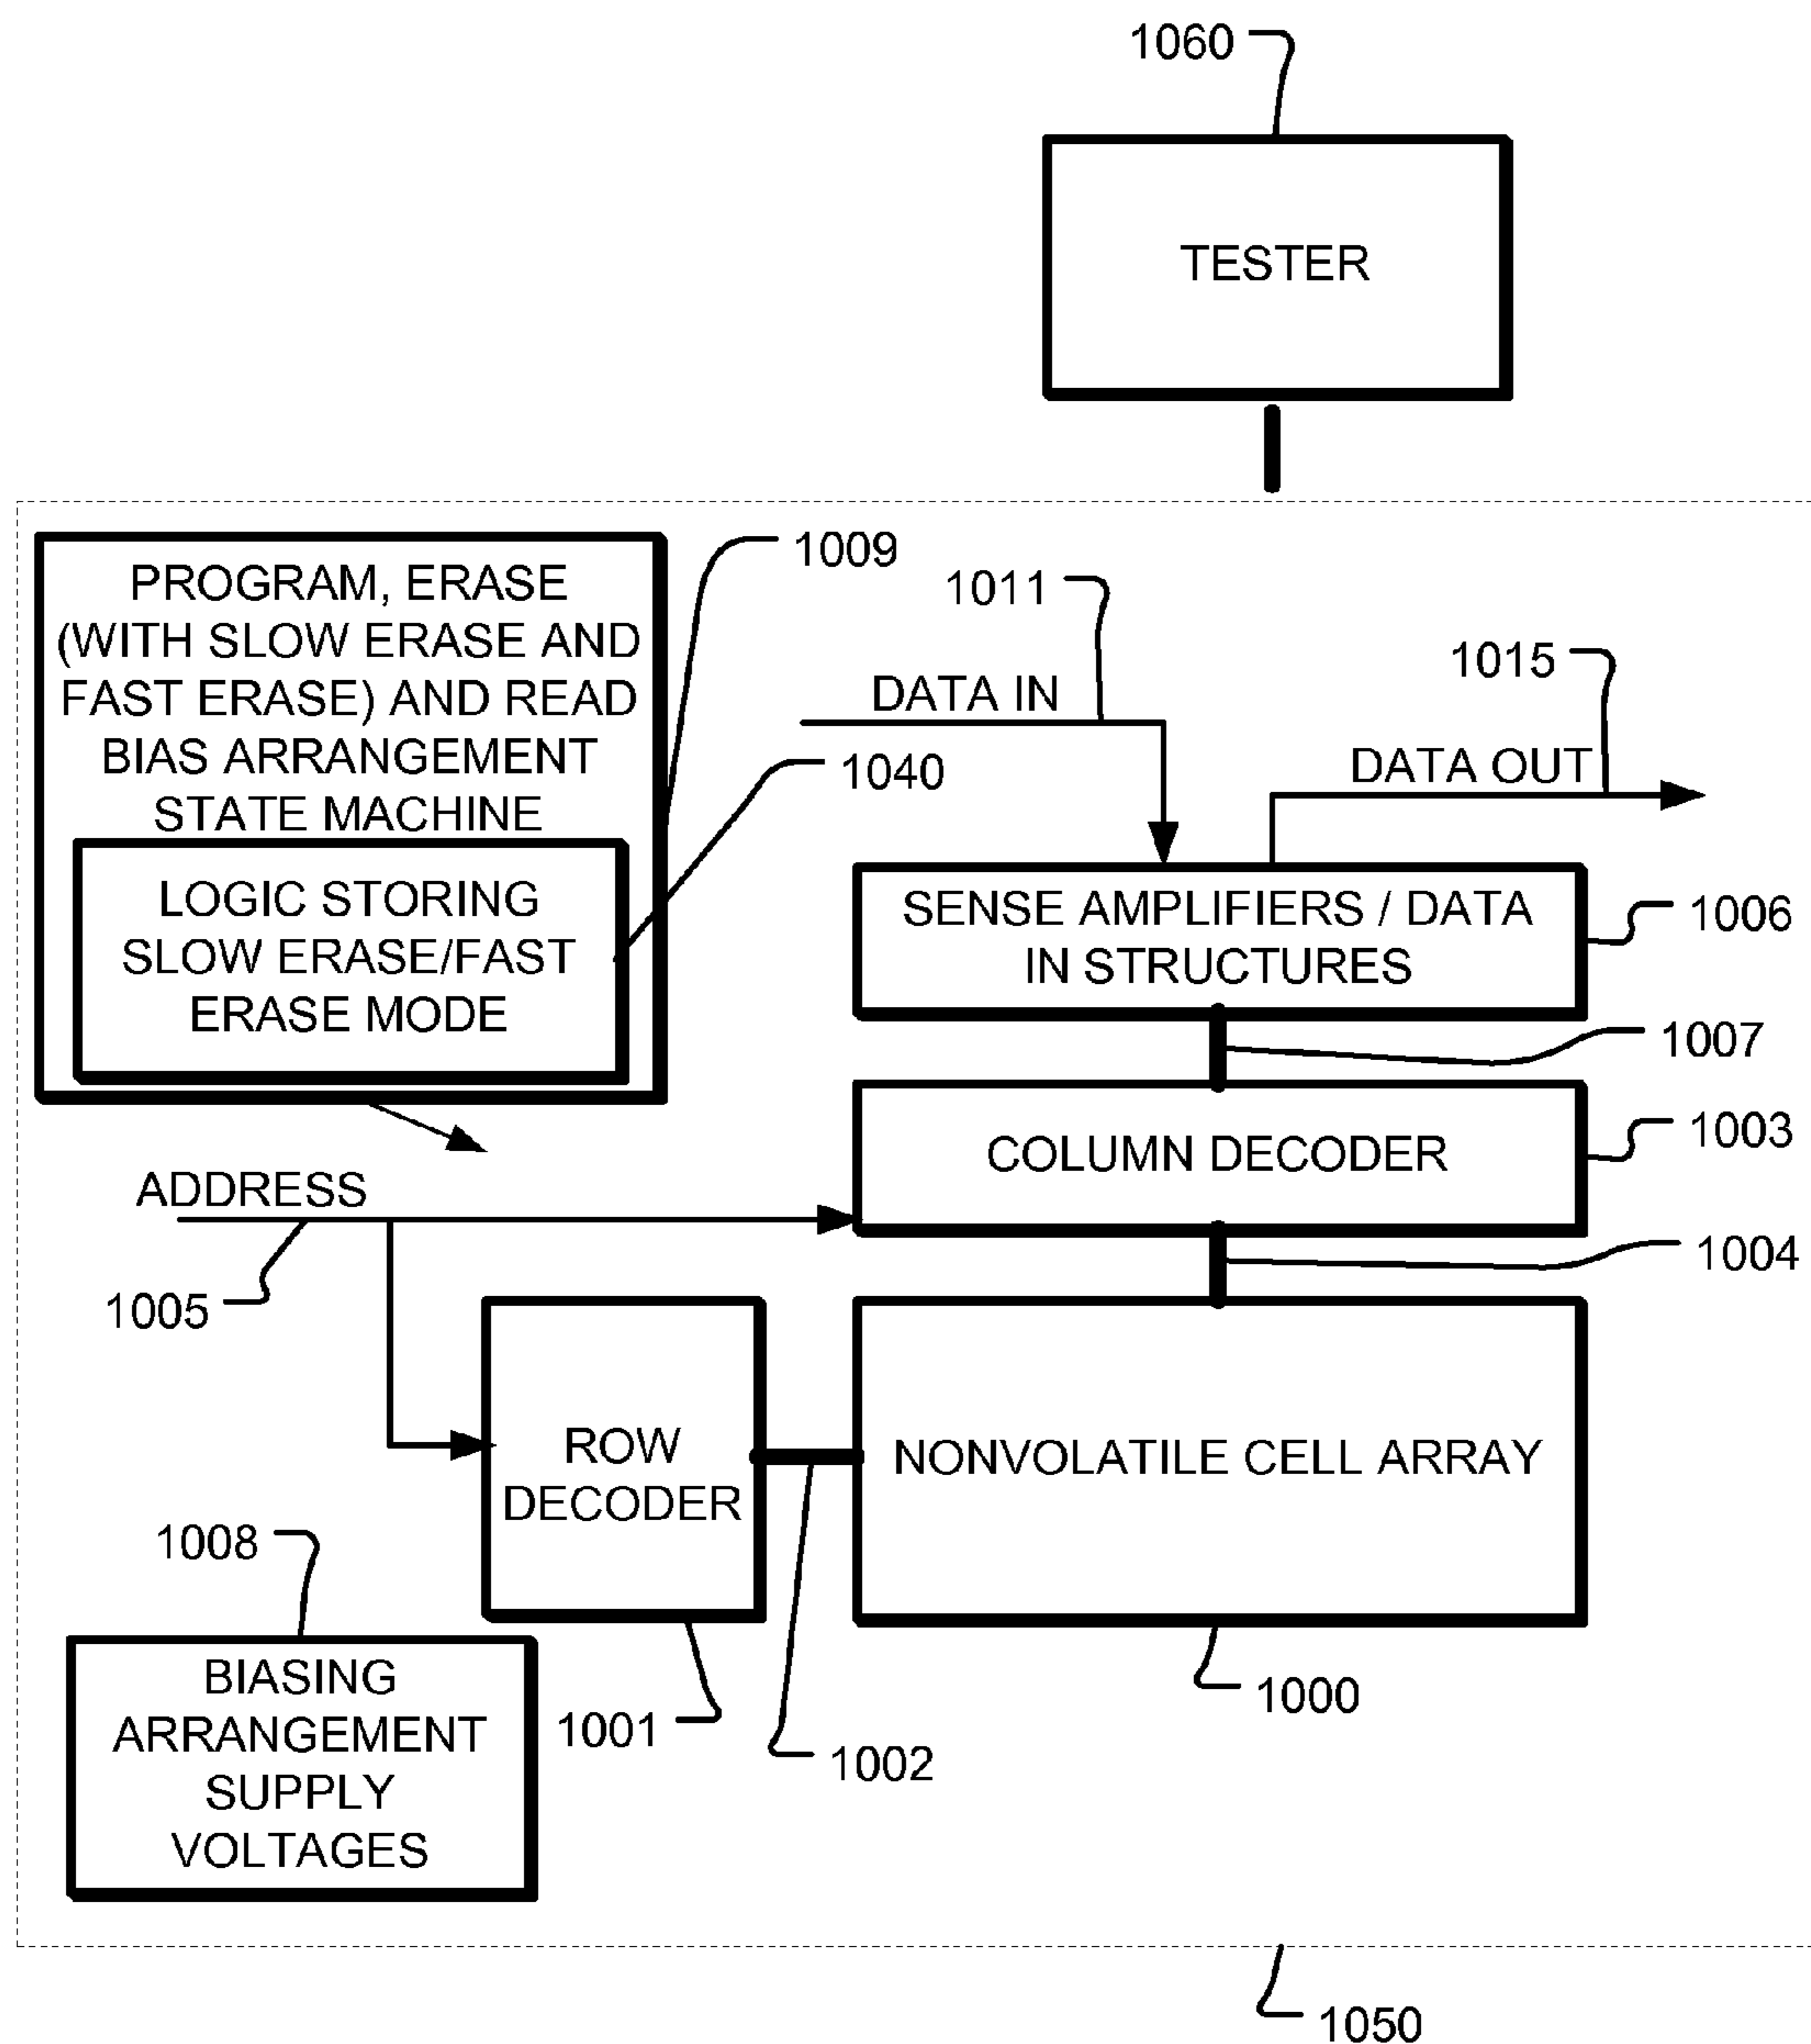 1060
TESTER
PROGRAM, ERASE
(WITH SLOW ERASE AND
FAST ERASE) AND READ
BIAS ARRANGEMENT
STATE MACHINE
1009
LOGIC STORING
SLOW ERASE/FAST
ERASE MODE
1040
1011
DATA IN
1015
DATA OUT
SENSE AMPLIFIERS / DATA
IN STRUCTURES
1006
1007
COLUMN DECODER
1003
ADDRESS
1005
1004
ROW
DECODER
NONVOLATILE CELL ARRAY
1008
BIASING
ARRANGEMENT
SUPPLY
VOLTAGES
1001
1002
1000
1050